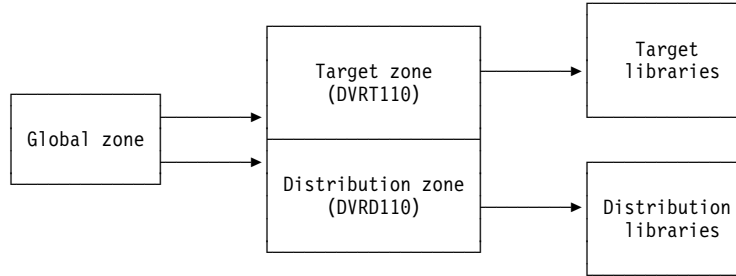 Global zone
Target zone
(DVRT110)
Distribution zone
(DVRD110)
Target
libraries
Distribution
libraries